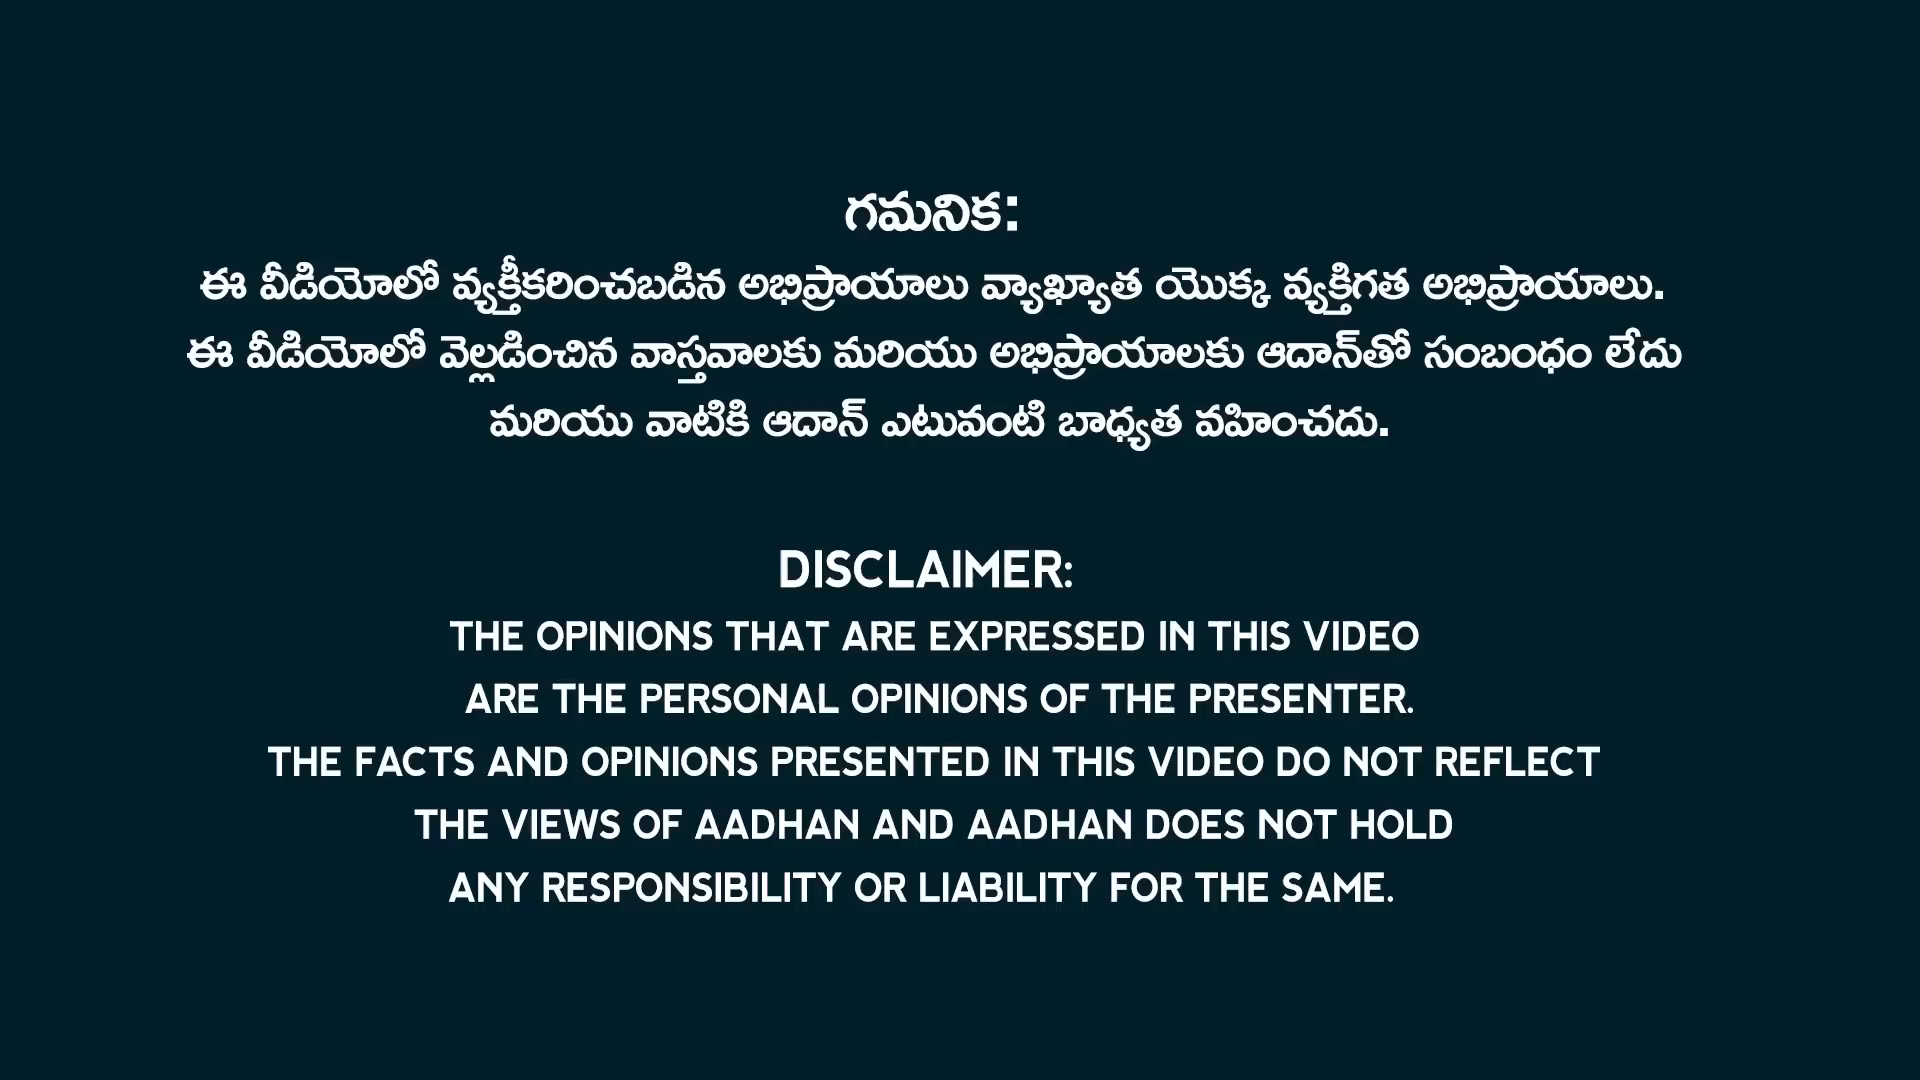 గమనిక:
ఈ వీడియోలో వ్యక్తీకరించబడిన అభిప్రాయాలు వ్యాఖ్యాత యొక్క వ్యక్తిగత అభిప్రాయాలు.
ఈ వీడియోలో వెల్లడించిన వాస్తవాలకు మరియు అభిప్రాయాలకు ఆదాన్‌తో సంబంధం లేదు
మరియు వాటికి ఆదాన్ ఎటువంటి బాధ్యత వహించదు.
DISCLAIMER:
THE OPINIONS THAT ARE EXPRESSED IN THIS VIDEO
ARE THE PERSONAL OPINIONS OF THE PRESENTER.
THE FACTS AND OPINIONS PRESENTED IN THIS VIDEO DO NOT REFLECT
THE VIEWS OF AADHAN AND AADHAN DOES NOT HOLD
ANY RESPONSIBILITY OR LIABILITY FOR THE SAME.